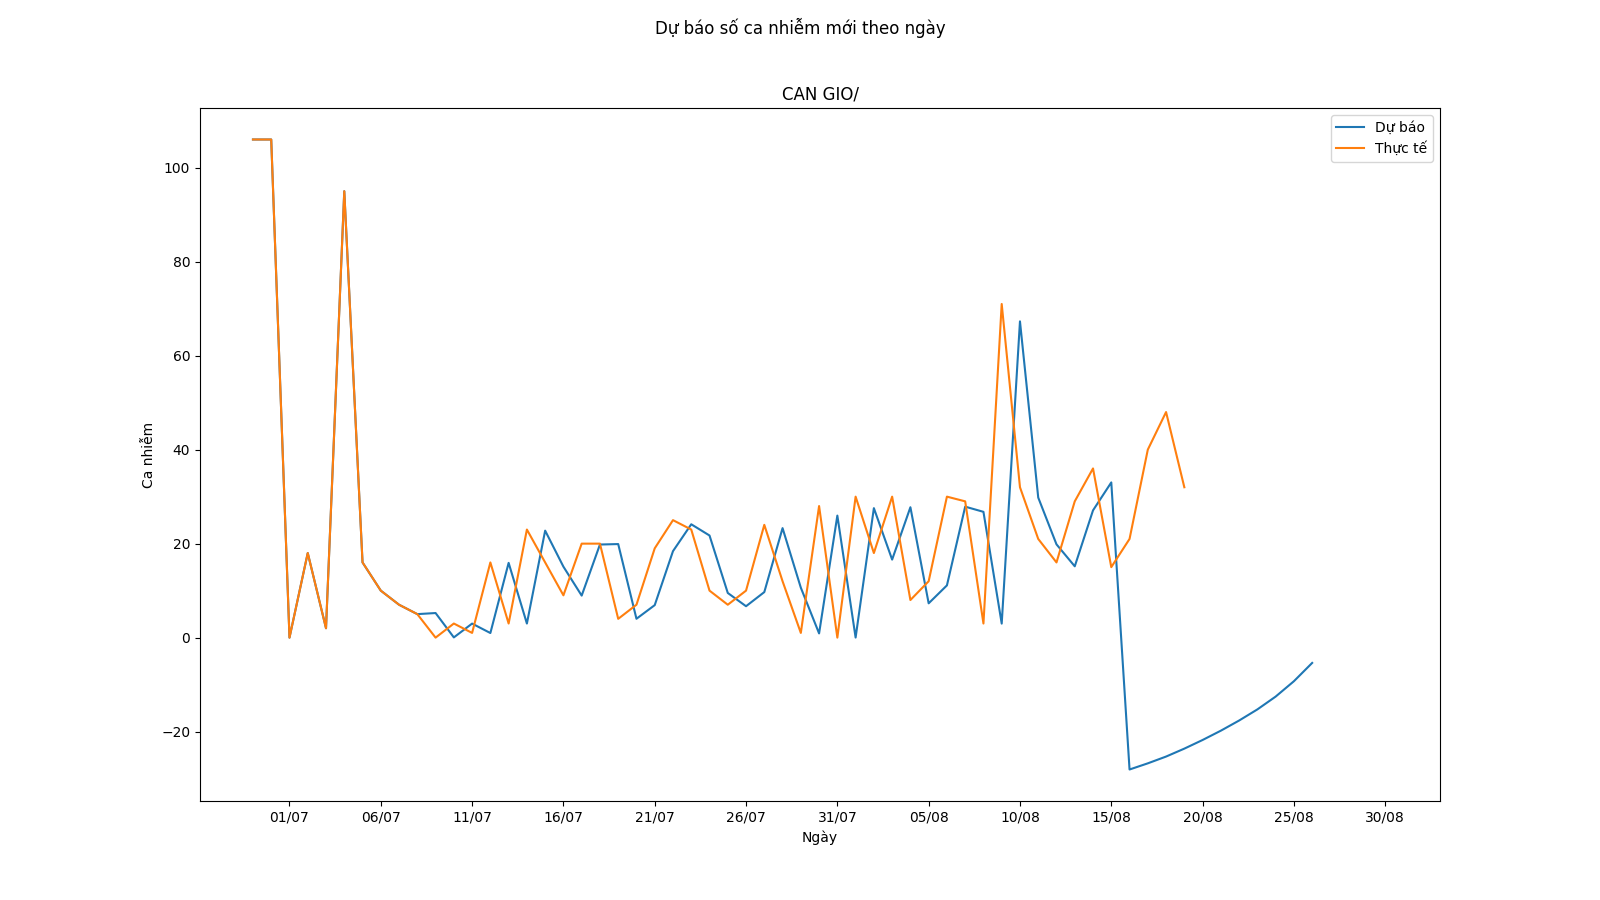 Dự báo số ca nhiễm mới theo ngày
CAN GIO/
Dự báo
Thực tế
100
80
60
40
20
0
−20
Ca nhiễm
01/07 06/07 11/07 16/07 21/07 26/07 31/07 05/08 10/08 15/08 20/08 25/08 30/08
Ngày